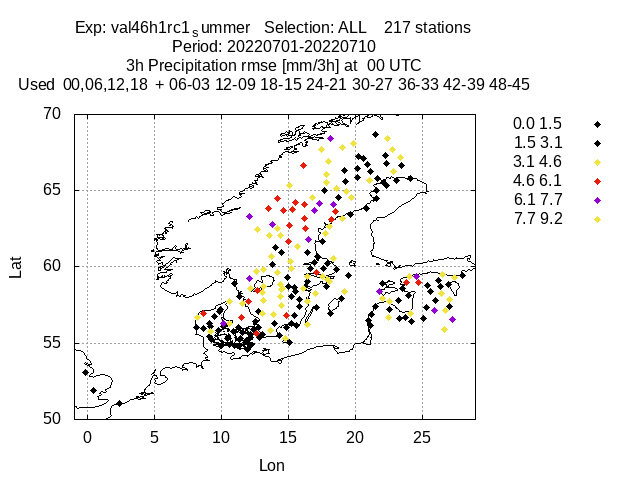 Exp: val46h1rc1summer   Selection: ALL    217 stations
Period: 20220701-20220710
3h Precipitation rmse [mm/3h] at  00 UTC
Used  00,06,12,18  + 06-03 12-09 18-15 24-21 30-27 36-33 42-39 48-45
70
65
60
55
50
0 5 10 15 20 25
Lat
Lon
0.0 1.5
1.5 3.1
3.1 4.6
4.6 6.1
6.1 7.7
7.7 9.2